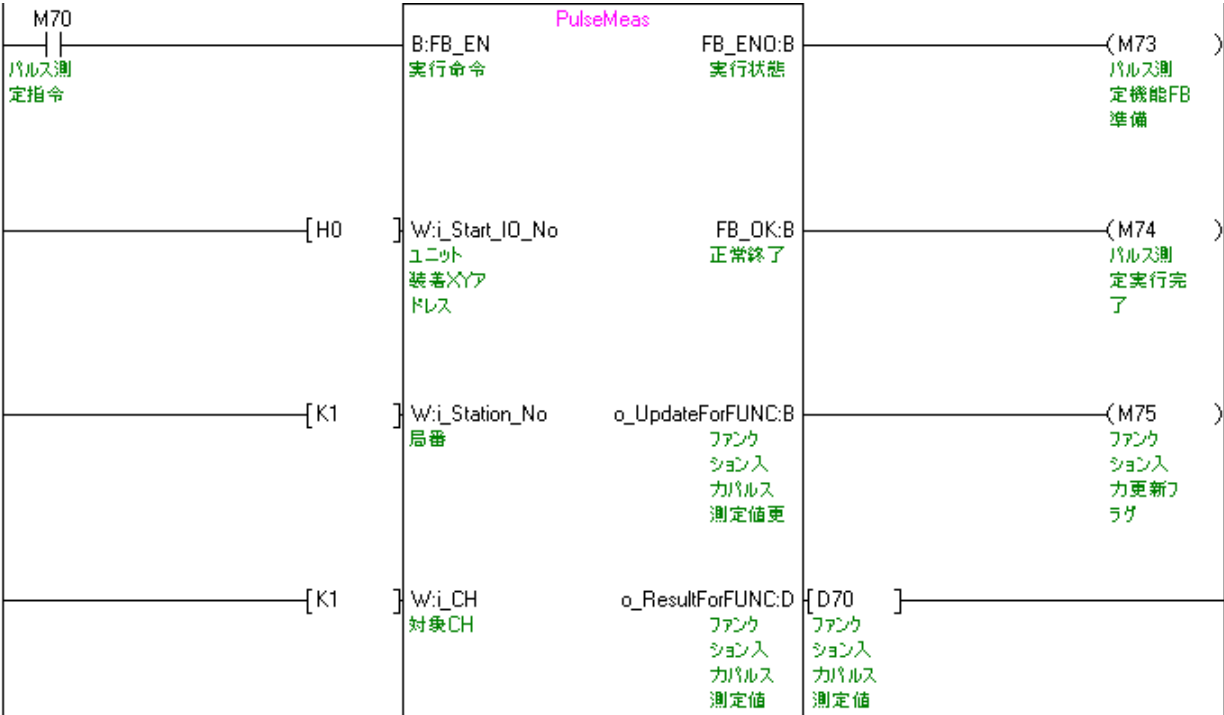 M70
パルス測
定指令
PulseMeas
B:FB_EN
実行命令
FB_ENO:B
実行状態
(M73 )
パルス測
定機能FB
準備
[H0 ]
W:i_Start_IO_No
ユニット
装着XYア
ドレス
FB_OK:B
正常終了
(M74 )
パルス測
定実行完
了
[K1 ]
W:i_Station_No
局番
o_UpdateForFUNC:B
ファンク
ション入
力パルス
測定値更
(M75 )
ファンク
ション入
力更新フ
ラグ
[K1 ]
W:i_CH
対象CH
o_ResultForFUNC:D
ファンク
ション入
力パルス
測定値
[D70 ]
ファンク
ション入
力パルス
測定値